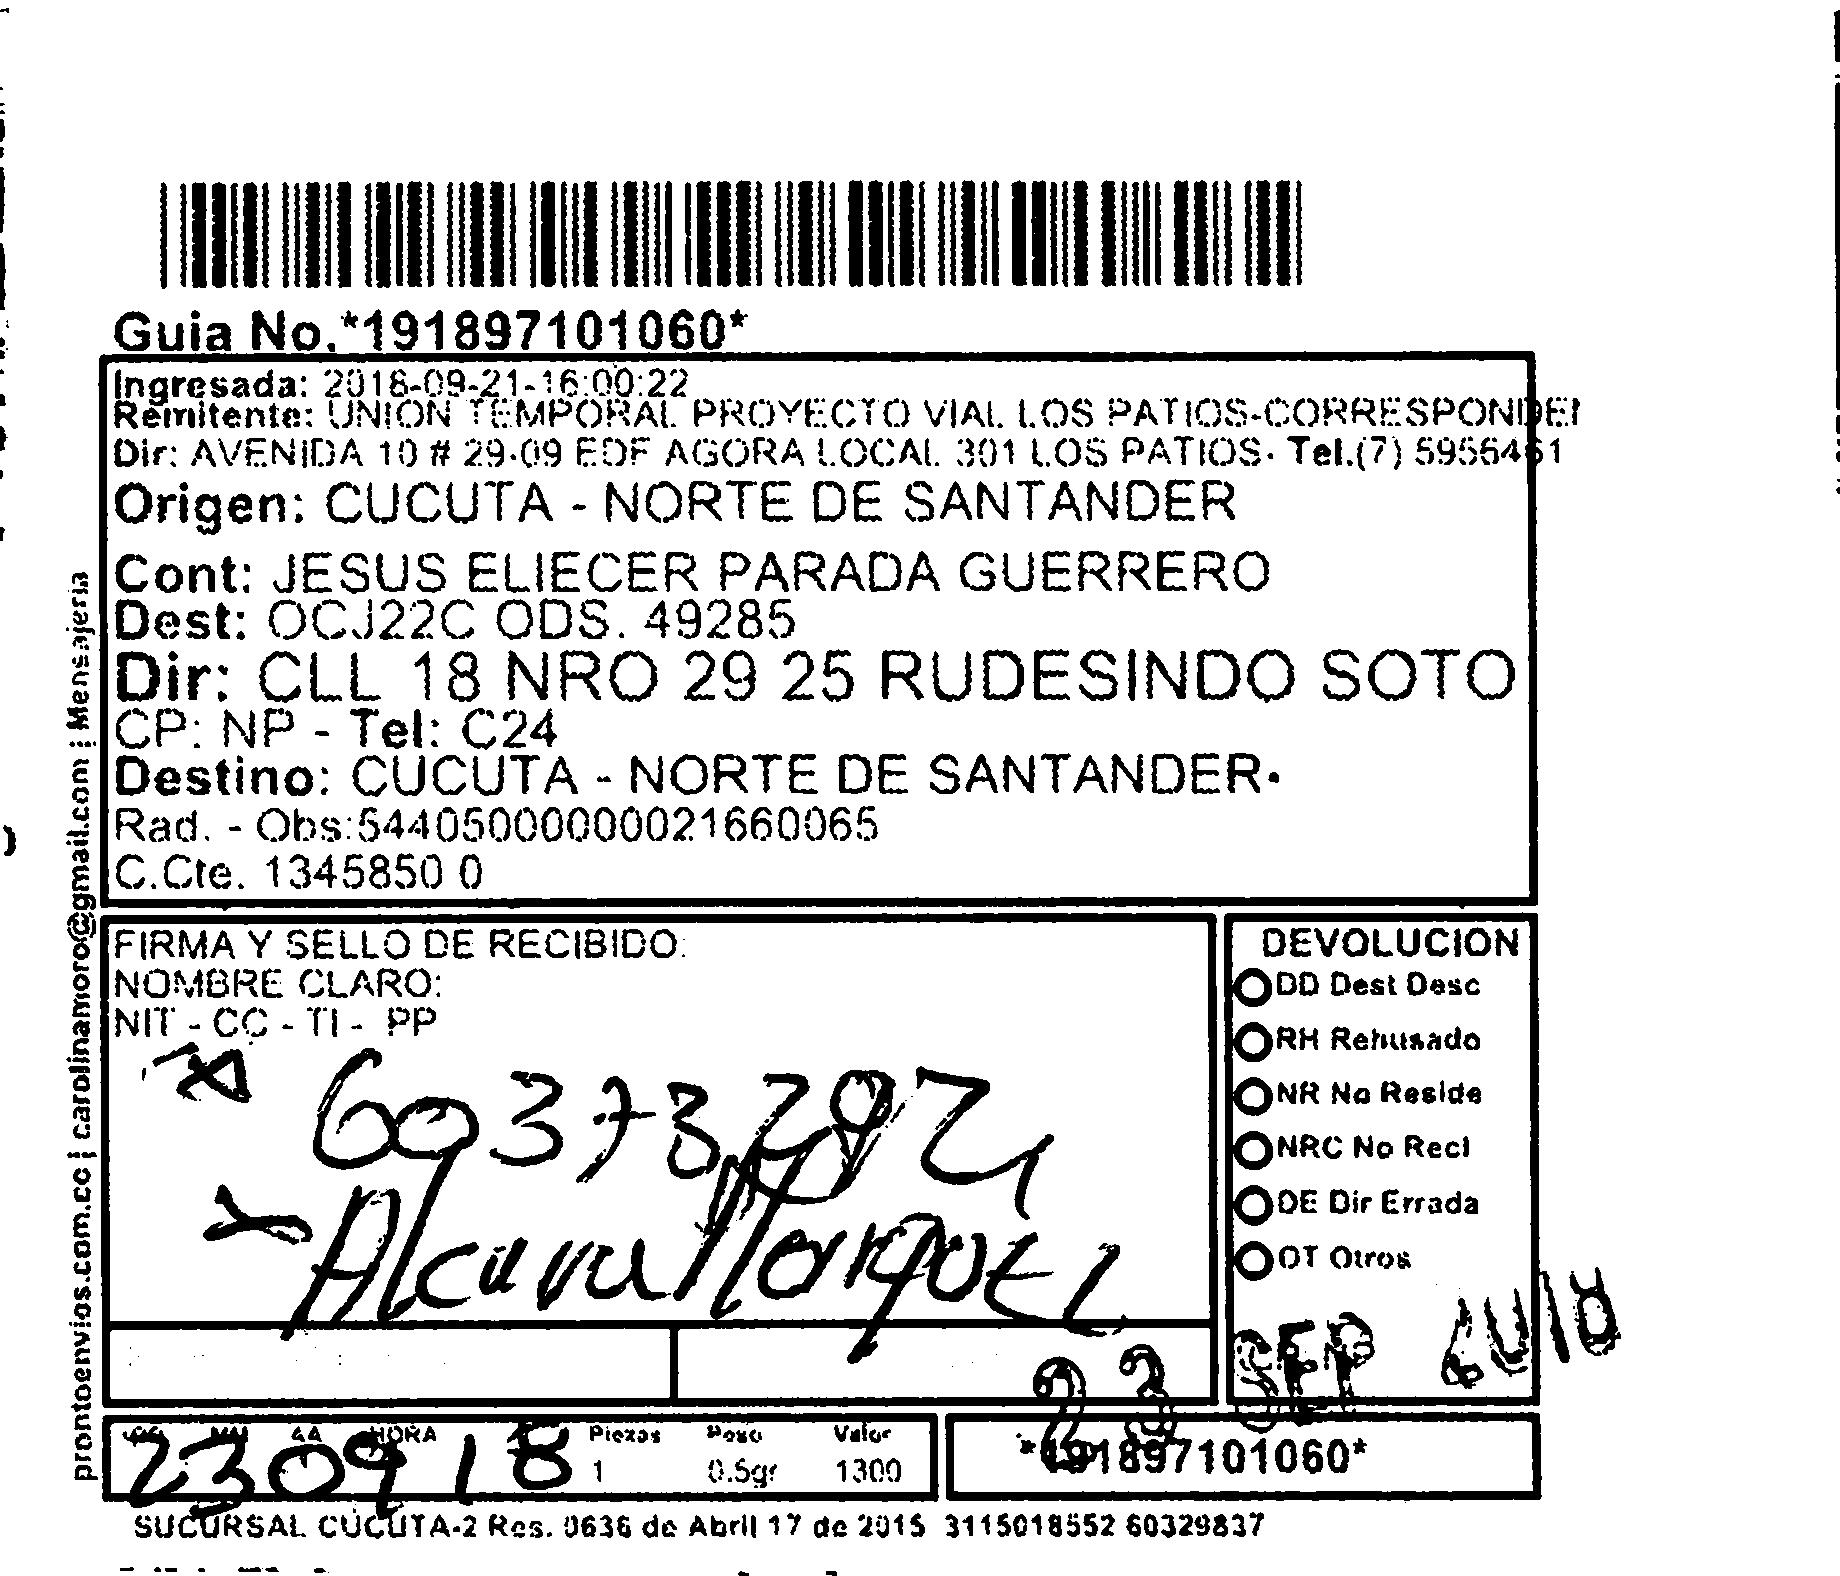 Guia No.*191897101060*
Ingresada: 2018-09-21-16:00:22
Remitente: UNION TEMPORAL PROYECTO VIAL LOS PATIOS-CORRESPONDEN
Dir: AVENIDA 10 # 29-09 EDF AGORA LOCAL 301 LOS PATIOS- Tel.(7) 5956461
Origen: CUCUTA - NORTE DE SANTANDER
Cont: JESUS ELIECER PARADA GUERRERO
Dest: OCJ22C ODS. 49285
Dir: CLL 18 NRO 29 25 RUDESINDO SOTO
CP: NP - Tel: C24
Destino: CUCUTA - NORTE DE SANTANDER-
Rad. - Obs:544050000000021660065
C.Cte. 1345850 0
prontoenvios.com.co ¦ carolinamoro@gmail.com ¦ Mensajeria
FIRMA Y SELLO DE RECIBIDO:
NOMBRE CLARO:
NIT - CC - TI - PP
DEVOLUCION
DD Dest Desc
RH Rehusado
NR No Reside
NRC No Recl
DE Dir Errada
OT Otros
23 SEP
AA HORA Piezas Peso Valor
230918 1 0.5gr 1300
*191897101060*
SUCURSAL CUCUTA-2 Res. 0636 de Abril 17 de 2015 3115018552 60329837